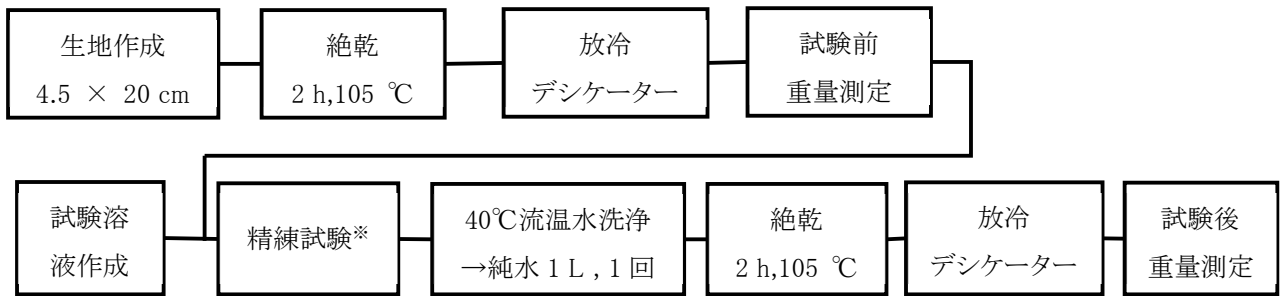 生地作成
4.5 × 20 cm
絶乾
2 h,105 ℃
放冷
デシケーター
試験前
重量測定
試験溶
液作成
精練試験※
40℃流温水洗浄
→純水 1 L , 1 回
絶乾
2 h,105 ℃
放冷
デシケーター
試験後
重量測定